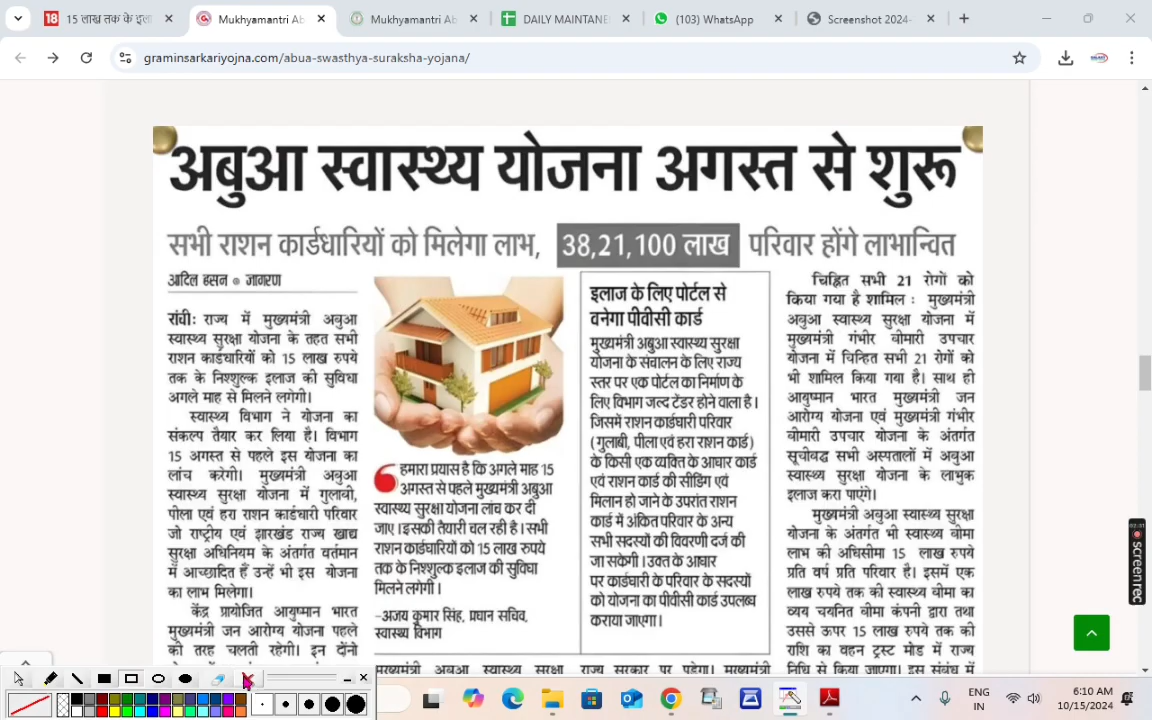 15 लाख तक के इल
Mukhyamantri Ab
Mukhyamantri Ab
DAILY MAINTANE
(103) WhatsApp
Screenshot 2024-
graminsarkariyojna.com/abua-swasthya-suraksha-yojana/
अबुआ स्वास्थ्य योजना अगस्त से शुरू
सभी राशन कार्डधारियों को मिलेगा लाभ, 38,21,100 लाख परिवार होंगे लाभान्वित
आदिल हसन ● जागरण
रांची: राज्य में मुख्यमंत्री अबुआ
स्वास्थ्य सुरक्षा योजना के तहत सभी
राशन कार्डधारियों को 15 लाख रुपये
तक के निशुल्क इलाज की सुविधा
अगले माह से मिलने लगेगी।
स्वास्थ्य विभाग ने योजना का
संकल्प तैयार कर लिया है। विभाग
15 अगस्त से पहले इस योजना का
लांच करेगी। मुख्यमंत्री अबुआ
स्वास्थ्य सुरक्षा योजना में गुलाबी,
पीला एवं हरा राशन कार्डधारी परिवार
जो राष्ट्रीय एवं झारखंड राज्य खाद्य
सुरक्षा अधिनियम के अंतर्गत वर्तमान
में आच्छादित हैं उन्हें भी इस योजना
का लाभ मिलेगा।
केंद्र प्रायोजित आयुष्मान भारत
मुख्यमंत्री जन आरोग्य योजना पहले
की तरह चलती रहेगी। इन दोनों
हमारा प्रयास है कि अगले माह 15
अगस्त से पहले मुख्यमंत्री अबुआ
स्वास्थ्य सुरक्षा योजना लांच कर दी
जाए। इसकी तैयारी चल रही है। सभी
राशन कार्डधारियों को 15 लाख रुपये
तक के निशुल्क इलाज की सुविधा
मिलने लगेगी।
-अजय कुमार सिंह, प्रधान सचिव,
स्वास्थ्य विभाग
इलाज के लिए पोर्टल से
बनेगा पीवीसी कार्ड
मुख्यमंत्री अबुआ स्वास्थ्य सुरक्षा
योजना के संचालन के लिए राज्य
स्तर पर एक पोर्टल का निर्माण के
लिए विभाग जल्द टेंडर होने वाला है।
जिसमें राशन कार्डधारी परिवार
(गुलाबी, पीला एवं हरा राशन कार्ड)
के किसी एक व्यक्ति के आधार कार्ड
एवं राशन कार्ड की सीडिंग एवं
मिलान हो जाने के उपरांत राशन
कार्ड में अंकित परिवार के अन्य
सभी सदस्यों की विवरणी दर्ज की
जा सकेगी। उक्त के आधार
पर कार्डधारी के परिवार के सदस्यों
को योजना का पीवीसी कार्ड उपलब्ध
कराया जाएगा।
चिह्नित सभी 21 रोगों को
किया गया है शामिल : मुख्यमंत्री
अबुआ स्वास्थ्य सुरक्षा योजना में
मुख्यमंत्री गंभीर बीमारी उपचार
योजना में चिन्हित सभी 21 रोगों को
भी शामिल किया गया है। साथ ही
आयुष्मान भारत मुख्यमंत्री जन
आरोग्य योजना एवं मुख्यमंत्री गंभीर
बीमारी उपचार योजना के अंतर्गत
सूचीबद्ध सभी अस्पतालों में अबुआ
स्वास्थ्य सुरक्षा योजना के लाभुक
इलाज करा पाएंगे।
मुख्यमंत्री अबुआ स्वास्थ्य सुरक्षा
योजना के अंतर्गत भी स्वास्थ्य बीमा
लाभ की अधिसीमा 15 लाख रुपये
प्रति वर्ष प्रति परिवार है। इसमें एक
लाख रुपये तक की स्वास्थ्य बीमा का
व्यय चयनित बीमा कंपनी द्वारा तथा
उससे ऊपर 15 लाख रुपये तक की
राशि का वहन ट्रस्ट मोड में राज्य
निधि से किया जाएगा। इस संबंध में
मुख्यमंत्री अबुआ स्वास्थ्य सुरक्षा
राज्य सरकार पर पड़ेगा। मुख्यमंत्री
screenrec
ENG
IN
6:10 AM
10/15/2024